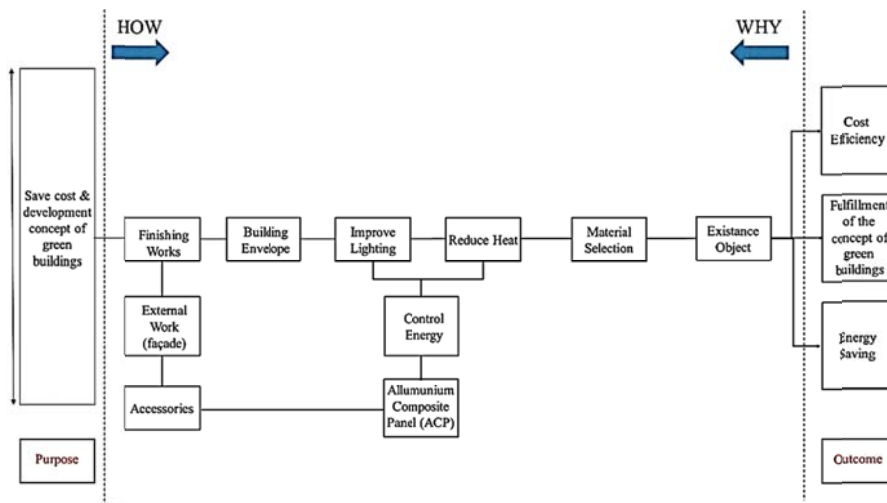 HOW
WHY
Save cost &
development
concept of
green
buildings
Finishing
Works
Building
Envelope
Improve
Lighting
Reduce Heat
Material
Selection
Existance
Object
Cost
Efficiency
Fulfillment
of the
concept of
green
buildings
Energy
Saving
External
Work
(façade)
Control
Energy
Accessories
Allumunium
Composite
Panel (ACP)
Purpose
Outcome